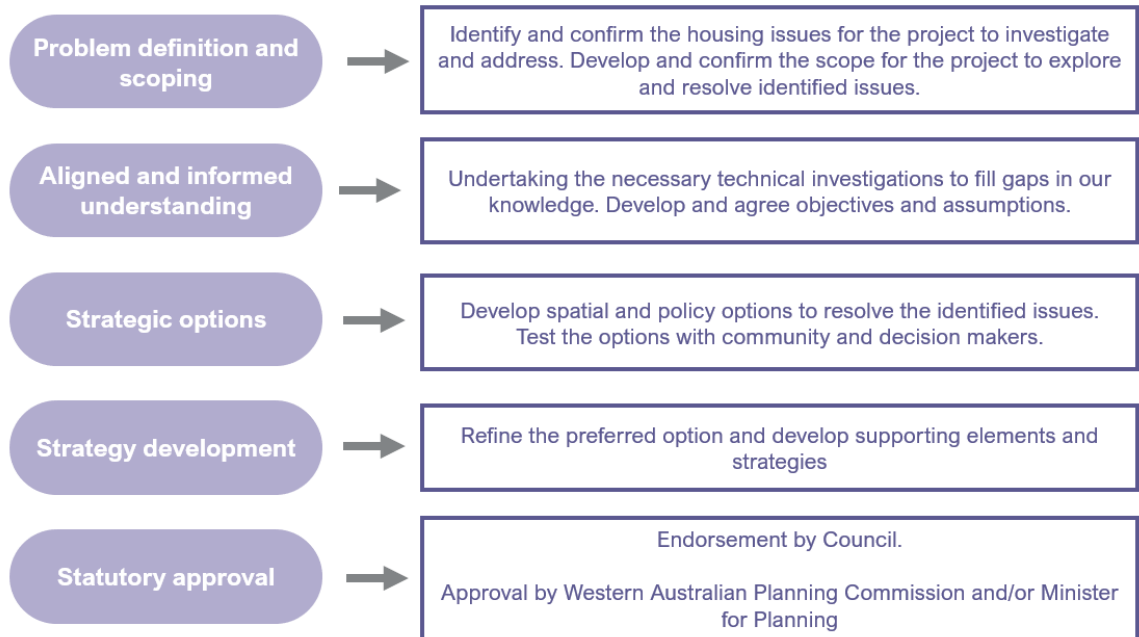 Problem definition and
scoping
Identify and confirm the housing issues for the project to investigate
and address. Develop and confirm the scope for the project to explore
and resolve identified issues.
Aligned and informed
understanding
Undertaking the necessary technical investigations to fill gaps in our
knowledge. Develop and agree objectives and assumptions.
Strategic options
Develop spatial and policy options to resolve the identified issues.
Test the options with community and decision makers.
Strategy development
Refine the preferred option and develop supporting elements and
strategies
Statutory approval
Endorsement by Council.
Approval by Western Australian Planning Commission and/or Minister
for Planning